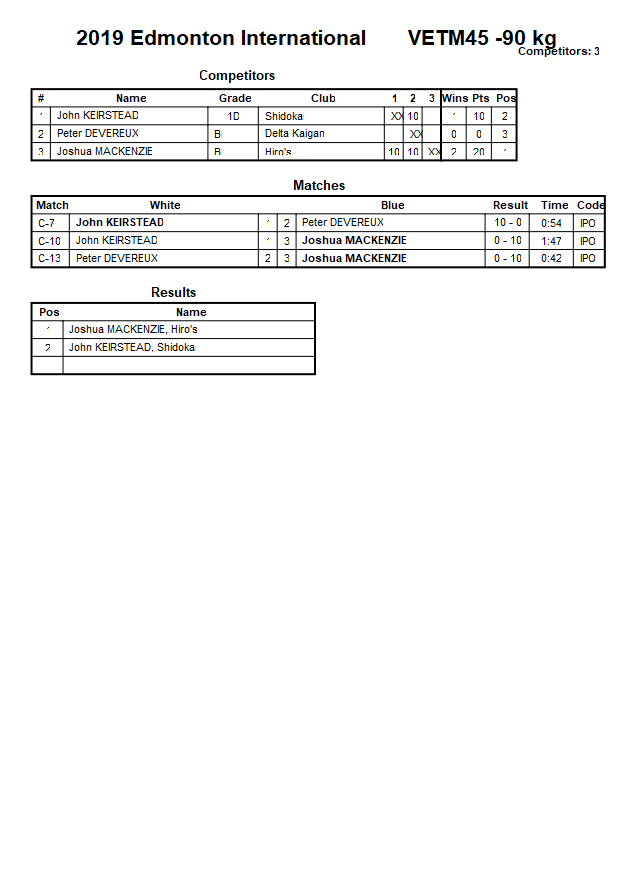 2019 Edmonton International VETM45 -90 kg
Competitors: 3
Competitors
# Name Grade Club 1 2 3 Wins Pts Pos
1 John KEIRSTEAD 1D Shidoka XX 10 1 10 2
2 Peter DEVEREUX Bl Delta Kaigan XX 0 0 3
3 Joshua MACKENZIE Bl Hiro's 10 10 XX 2 20 1
Matches
Match White Blue Result Time Code
C-7 John KEIRSTEAD 1 2 Peter DEVEREUX 10 - 0 0:54 IPO
C-10 John KEIRSTEAD 1 3 Joshua MACKENZIE 0 - 10 1:47 IPO
C-13 Peter DEVEREUX 2 3 Joshua MACKENZIE 0 - 10 0:42 IPO
Results
Pos Name
1 Joshua MACKENZIE, Hiro's
2 John KEIRSTEAD, Shidoka